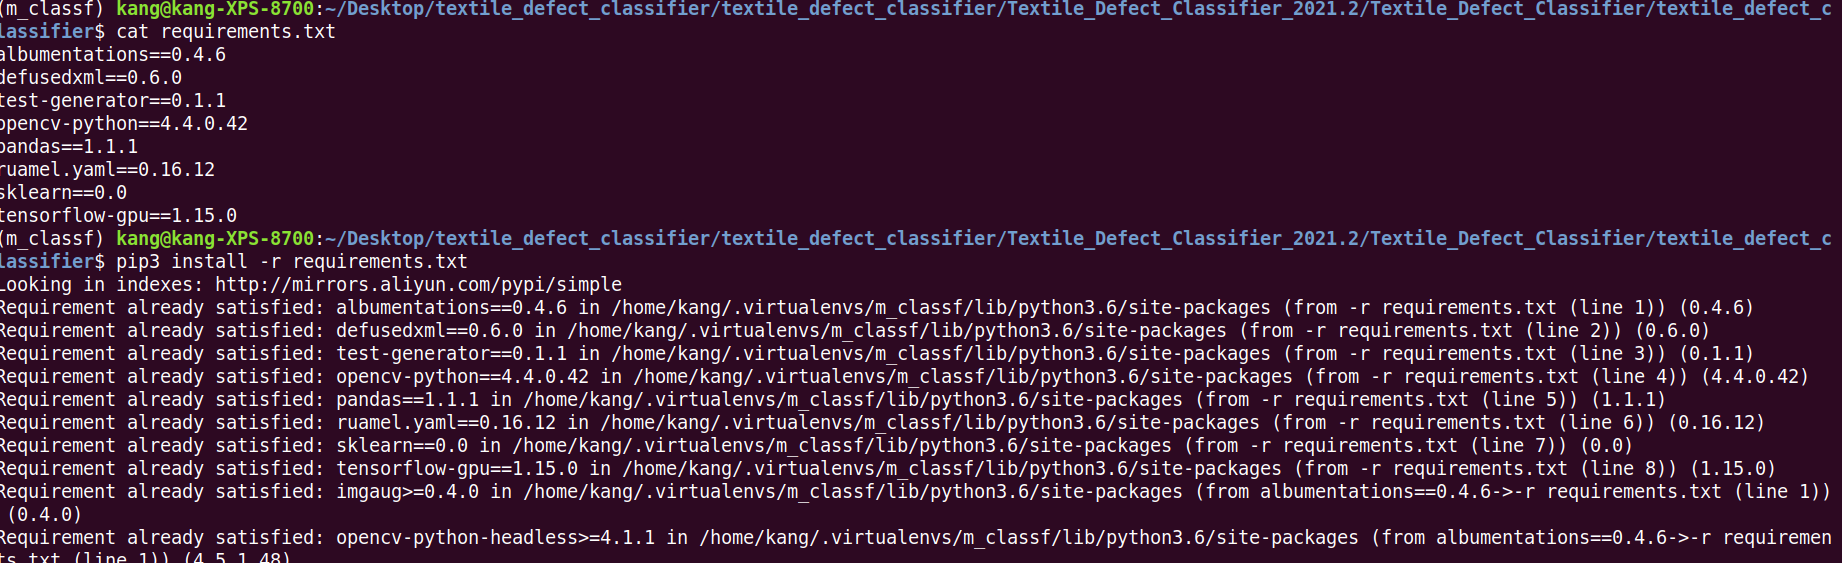 (m_classf) kang@kang-XPS-8700:~/Desktop/textile_defect_classifier/textile_defect_classifier/Textile_Defect_Classifier_2021.2/Textile_Defect_Classifier/textile_defect_c
lassifier$ cat requirements.txt
albumentations==0.4.6
defusedxml==0.6.0
test-generator==0.1.1
opencv-python==4.4.0.42
pandas==1.1.1
ruamel.yaml==0.16.12
sklearn==0.0
tensorflow-gpu==1.15.0
(m_classf) kang@kang-XPS-8700:~/Desktop/textile_defect_classifier/textile_defect_classifier/Textile_Defect_Classifier_2021.2/Textile_Defect_Classifier/textile_defect_c
lassifier$ pip3 install -r requirements.txt
Looking in indexes: http://mirrors.aliyun.com/pypi/simple
Requirement already satisfied: albumentations==0.4.6 in /home/kang/.virtualenvs/m_classf/lib/python3.6/site-packages (from -r requirements.txt (line 1)) (0.4.6)
Requirement already satisfied: defusedxml==0.6.0 in /home/kang/.virtualenvs/m_classf/lib/python3.6/site-packages (from -r requirements.txt (line 2)) (0.6.0)
Requirement already satisfied: test-generator==0.1.1 in /home/kang/.virtualenvs/m_classf/lib/python3.6/site-packages (from -r requirements.txt (line 3)) (0.1.1)
Requirement already satisfied: opencv-python==4.4.0.42 in /home/kang/.virtualenvs/m_classf/lib/python3.6/site-packages (from -r requirements.txt (line 4)) (4.4.0.42)
Requirement already satisfied: pandas==1.1.1 in /home/kang/.virtualenvs/m_classf/lib/python3.6/site-packages (from -r requirements.txt (line 5)) (1.1.1)
Requirement already satisfied: ruamel.yaml==0.16.12 in /home/kang/.virtualenvs/m_classf/lib/python3.6/site-packages (from -r requirements.txt (line 6)) (0.16.12)
Requirement already satisfied: sklearn==0.0 in /home/kang/.virtualenvs/m_classf/lib/python3.6/site-packages (from -r requirements.txt (line 7)) (0.0)
Requirement already satisfied: tensorflow-gpu==1.15.0 in /home/kang/.virtualenvs/m_classf/lib/python3.6/site-packages (from -r requirements.txt (line 8)) (1.15.0)
Requirement already satisfied: imgaug>=0.4.0 in /home/kang/.virtualenvs/m_classf/lib/python3.6/site-packages (from albumentations==0.4.6->-r requirements.txt (line 1))
(0.4.0)
Requirement already satisfied: opencv-python-headless>=4.1.1 in /home/kang/.virtualenvs/m_classf/lib/python3.6/site-packages (from albumentations==0.4.6->-r requiremen
ts.txt (line 1)) (4.5.1.48)